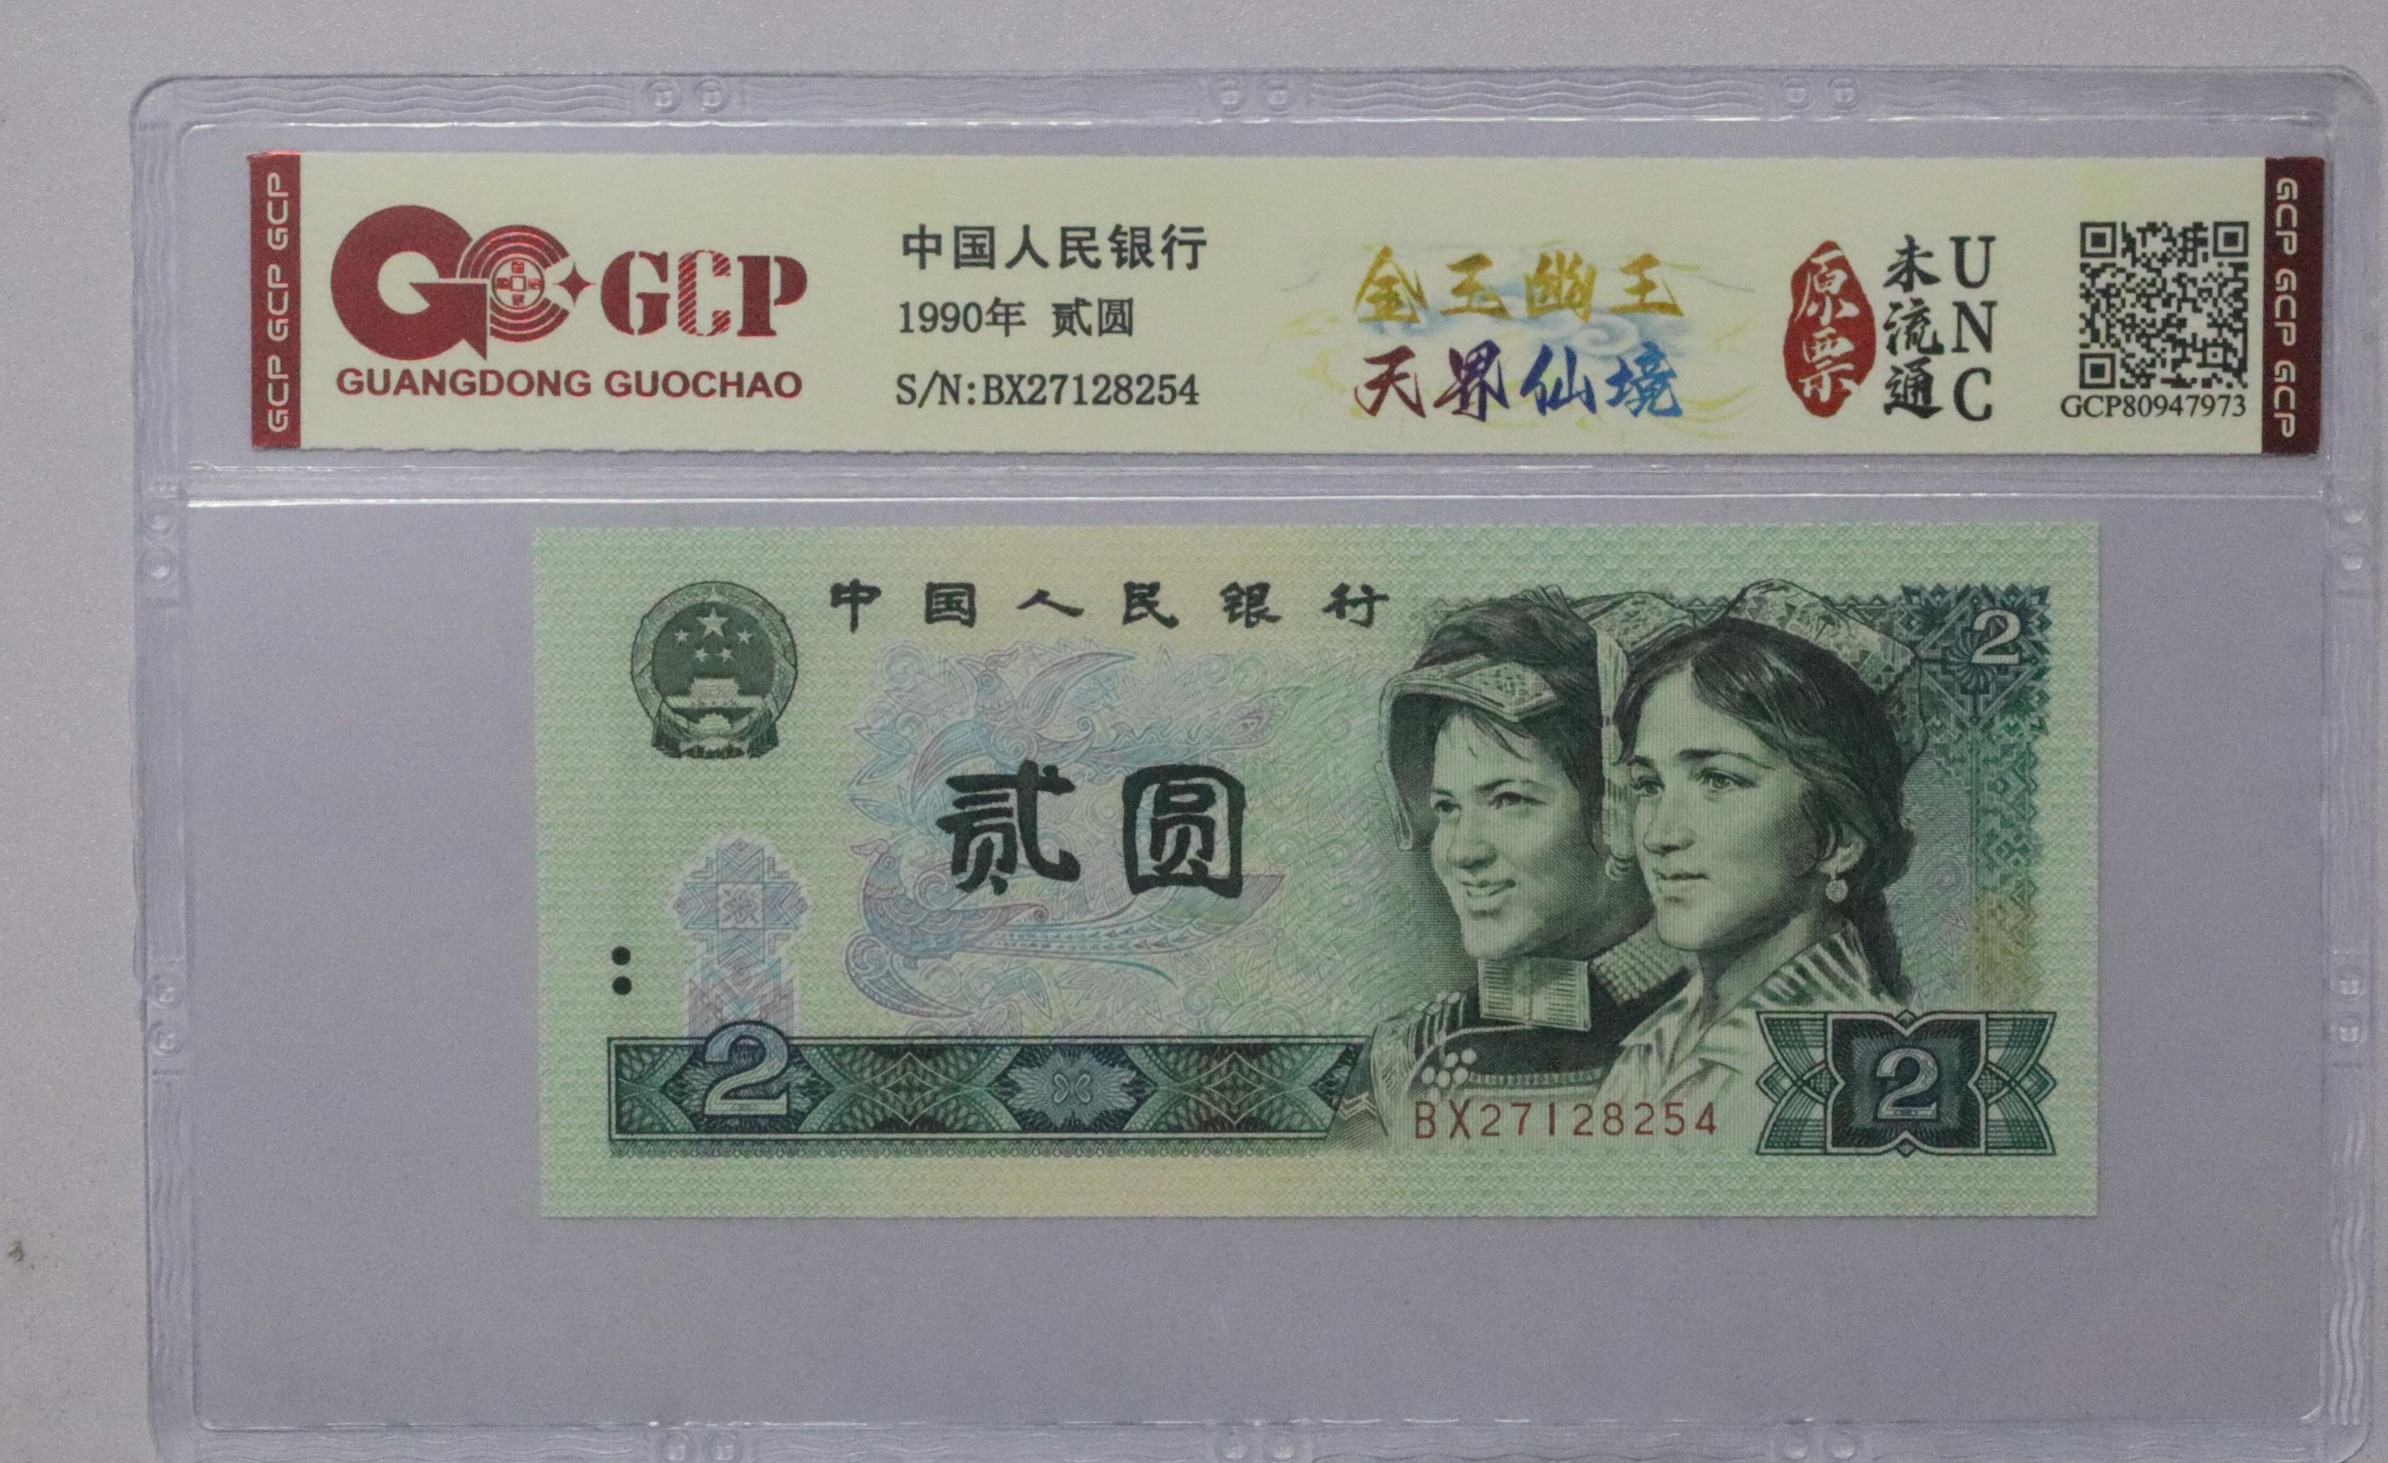 GCP GCP GCP
GCP
GUANGDONG GUOCHAO
中国人民银行
1990年 贰圆
S/N:BX27128254
金玉幽王
天界仙境
原票
未流通
UNC
GCP80947973
GCP GCP GCP
中国人民银行
2
贰圆
2
BX27128254
2